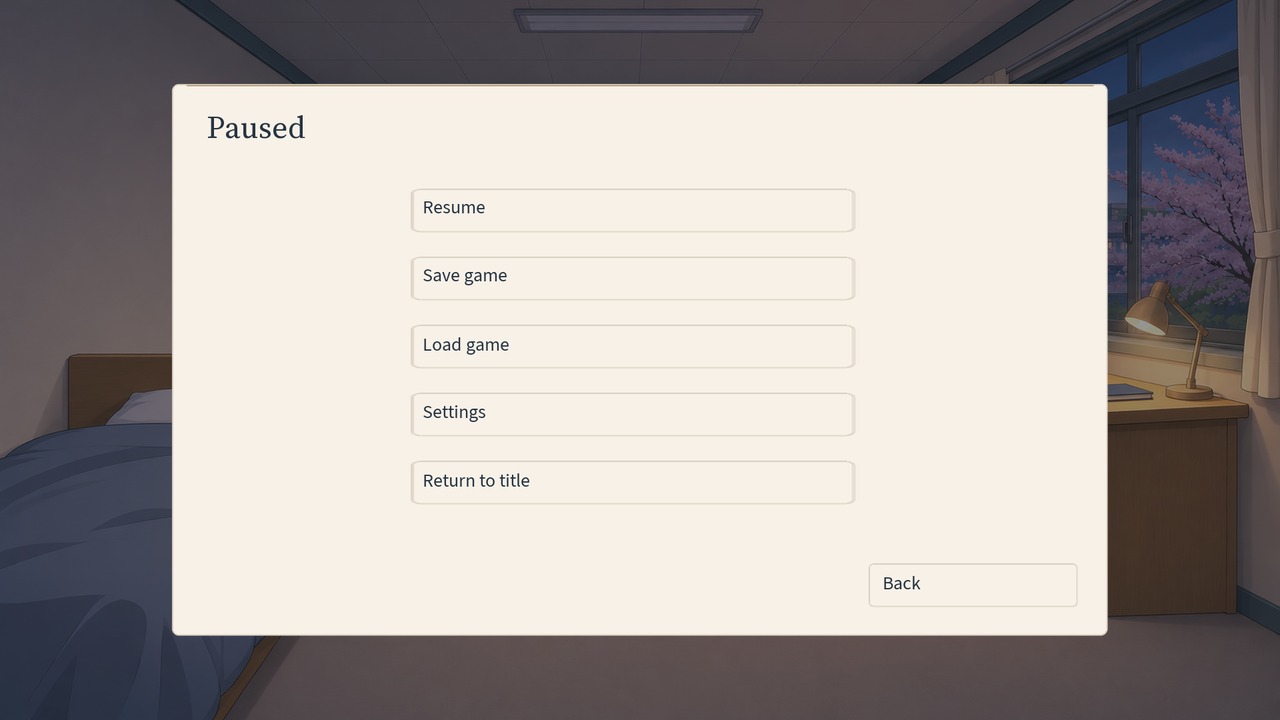 Paused
Resume
Save game
Load game
Settings
Return to title
Back